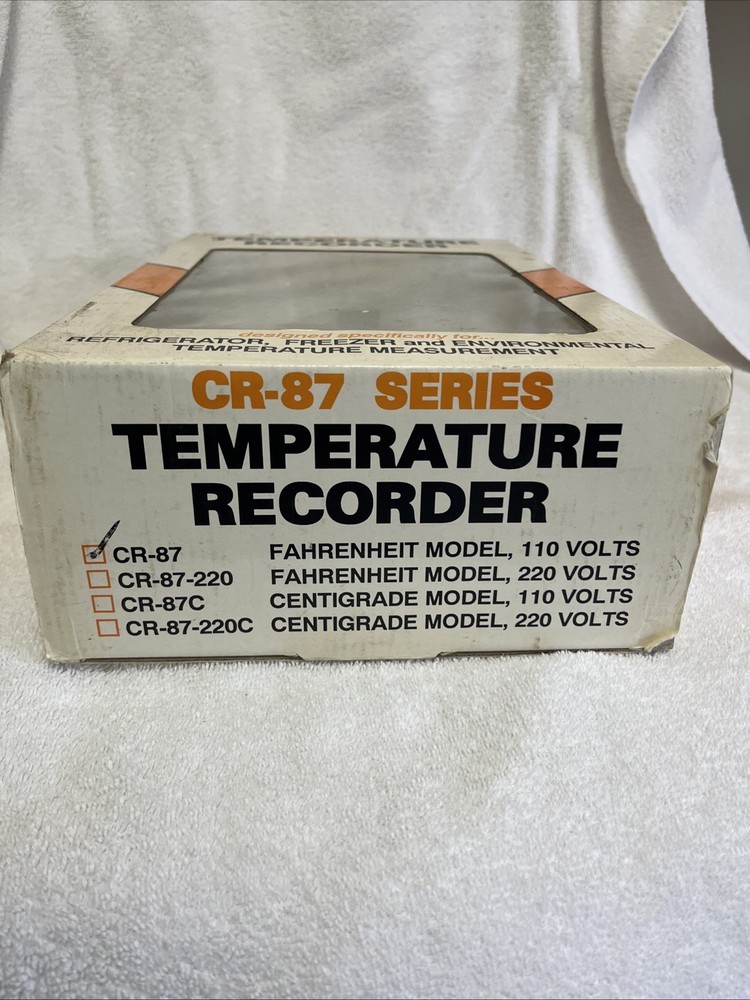 TEMPERATURE
RECORDER
designed specifically for...
REFRIGERATOR, FREEZER and ENVIRONMENTAL
TEMPERATURE MEASUREMENT
CR-87 SERIES
TEMPERATURE
RECORDER
CR-87 FAHRENHEIT MODEL, 110 VOLTS
CR-87-220 FAHRENHEIT MODEL, 220 VOLTS
CR-87C CENTIGRADE MODEL, 110 VOLTS
CR-87-220C CENTIGRADE MODEL, 220 VOLTS